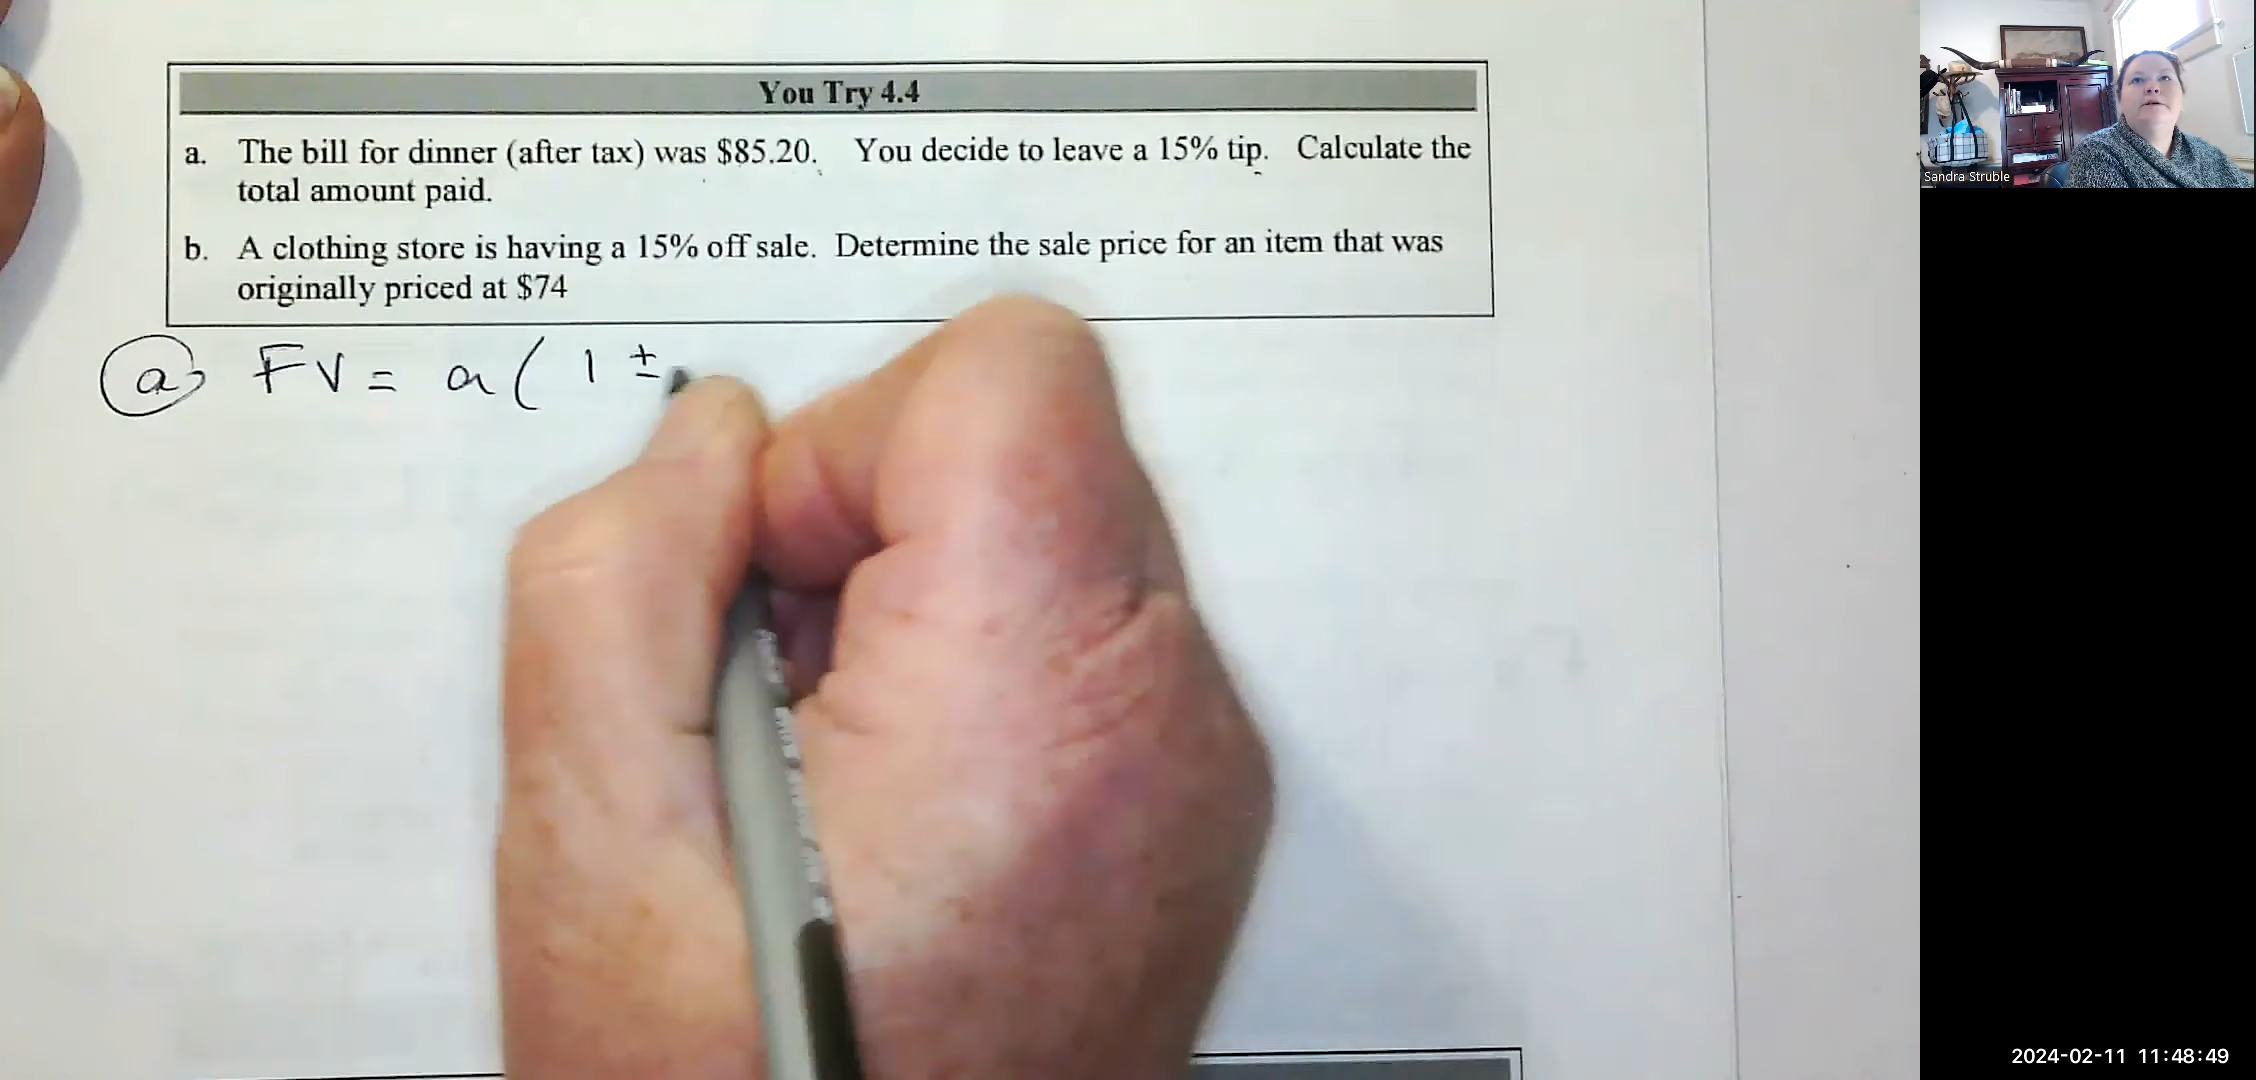 You Try 4.4
a. The bill for dinner (after tax) was $85.20. You decide to leave a 15% tip. Calculate the
total amount paid.
b. A clothing store is having a 15% off sale. Determine the sale price for an item that was
originally priced at $74
a) FV = a ( 1 ±
Sandra Struble
2024-02-11 11:48:49